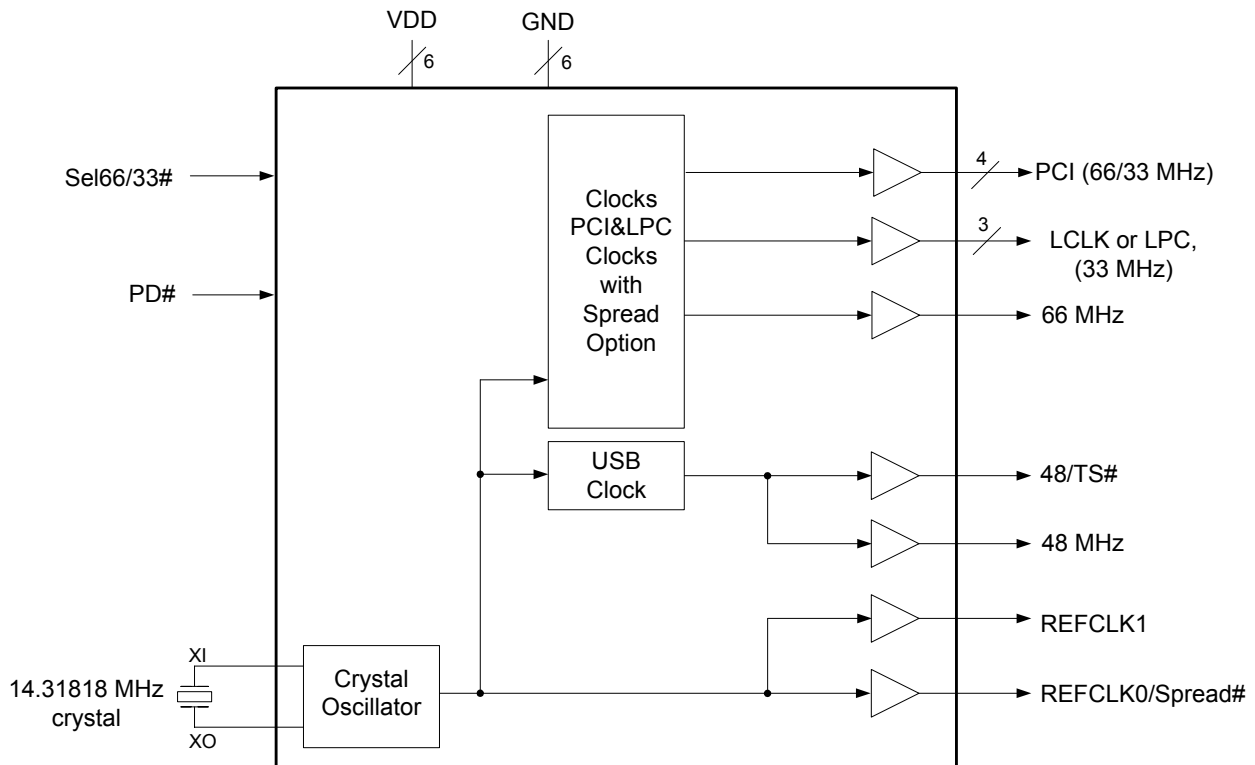 VDD
GND
6
6
Sel66/33#
PD#
Clocks
PCI&LPC
Clocks
with
Spread
Option
4
PCI (66/33 MHz)
3
LCLK or LPC,
(33 MHz)
66 MHz
USB
Clock
48/TS#
48 MHz
REFCLK1
XI
14.31818 MHz
crystal
XO
Crystal
Oscillator
REFCLK0/Spread#